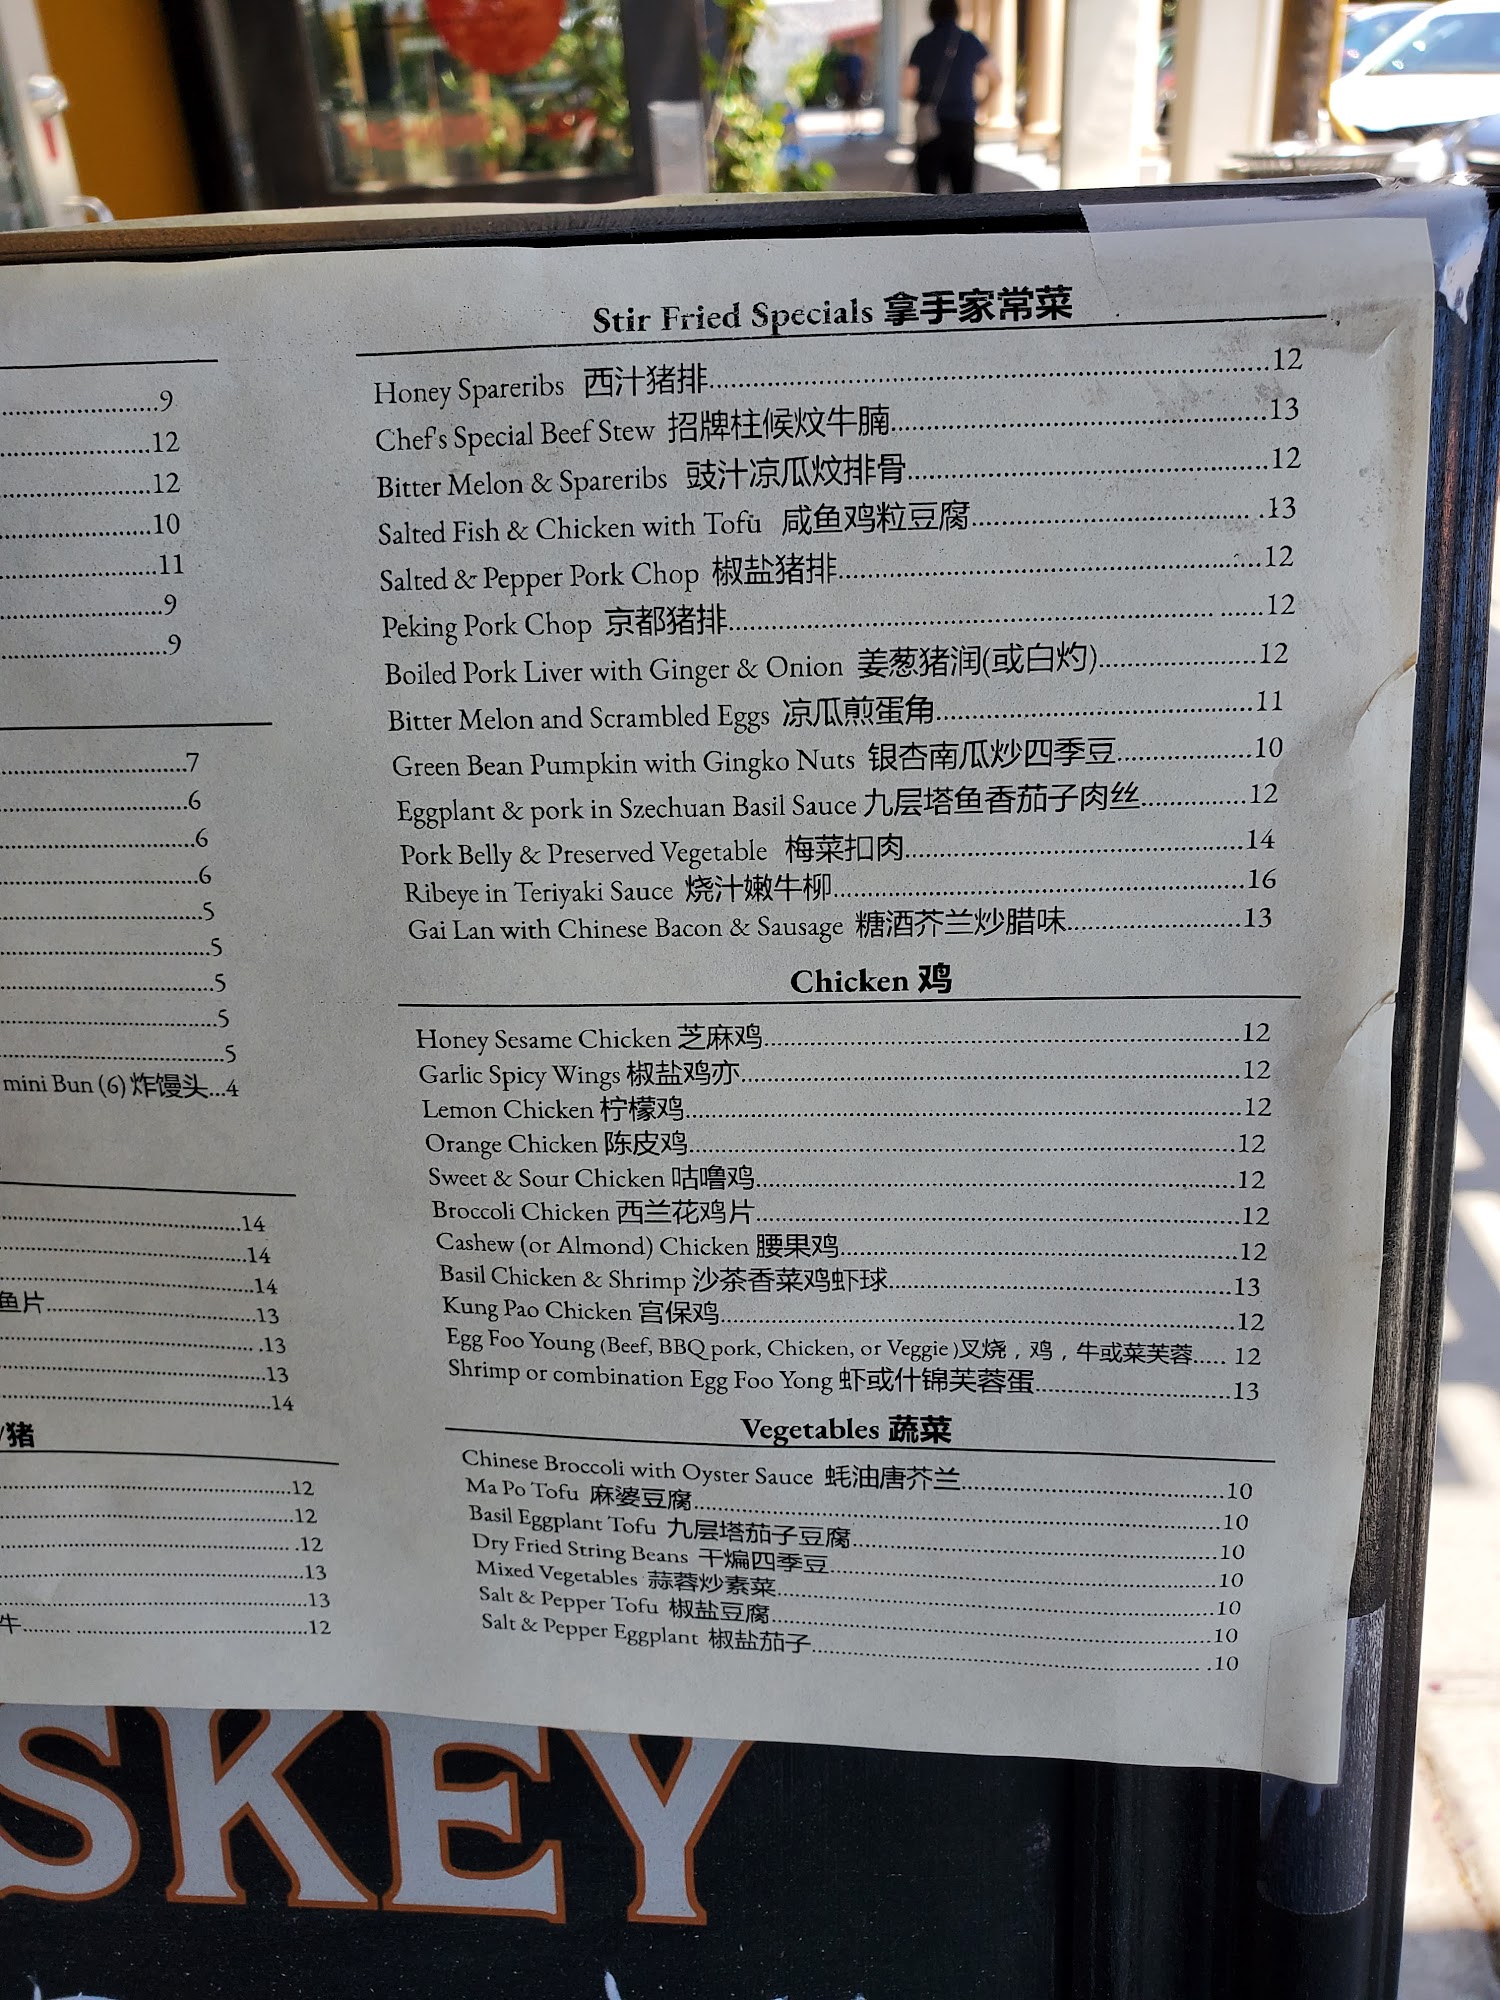 9
12
12
10
11
9
9
7
6
6
6
5
5
5
5
5
mini Bun (6) 炸馒头...4
14
14
14
鱼片 13
13
13
14
/猪
12
12
12
13
13
牛 12
Stir Fried Specials 拿手家常菜
Honey Spareribs 西汁猪排 12
Chef's Special Beef Stew 招牌柱候炆牛腩 13
Bitter Melon & Spareribs 豉汁凉瓜炆排骨 12
Salted Fish & Chicken with Tofu 咸鱼鸡粒豆腐 13
Salted & Pepper Pork Chop 椒盐猪排 12
Peking Pork Chop 京都猪排 12
Boiled Pork Liver with Ginger & Onion 姜葱猪润(或白灼) 12
Bitter Melon and Scrambled Eggs 凉瓜煎蛋角 11
Green Bean Pumpkin with Gingko Nuts 银杏南瓜炒四季豆 10
Eggplant & pork in Szechuan Basil Sauce 九层塔鱼香茄子肉丝 12
Pork Belly & Preserved Vegetable 梅菜扣肉 14
Ribeye in Teriyaki Sauce 烧汁嫩牛柳 16
Gai Lan with Chinese Bacon & Sausage 糖酒芥兰炒腊味 13
Chicken 鸡
Honey Sesame Chicken 芝麻鸡 12
Garlic Spicy Wings 椒盐鸡亦 12
Lemon Chicken 柠檬鸡 12
Orange Chicken 陈皮鸡 12
Sweet & Sour Chicken 咕噜鸡 12
Broccoli Chicken 西兰花鸡片 12
Cashew (or Almond) Chicken 腰果鸡 12
Basil Chicken & Shrimp 沙茶香菜鸡虾球 13
Kung Pao Chicken 宫保鸡 12
Egg Foo Young (Beef, BBQ pork, Chicken, or Veggie )叉烧，鸡，牛或菜芙蓉 12
Shrimp or combination Egg Foo Yong 虾或什锦芙蓉蛋 13
Vegetables 蔬菜
Chinese Broccoli with Oyster Sauce 蚝油唐芥兰 10
Ma Po Tofu 麻婆豆腐 10
Basil Eggplant Tofu 九层塔茄子豆腐 10
Dry Fried String Beans 干煸四季豆 10
Mixed Vegetables 蒜蓉炒素菜 10
Salt & Pepper Tofu 椒盐豆腐 10
Salt & Pepper Eggplant 椒盐茄子 10
SKEY